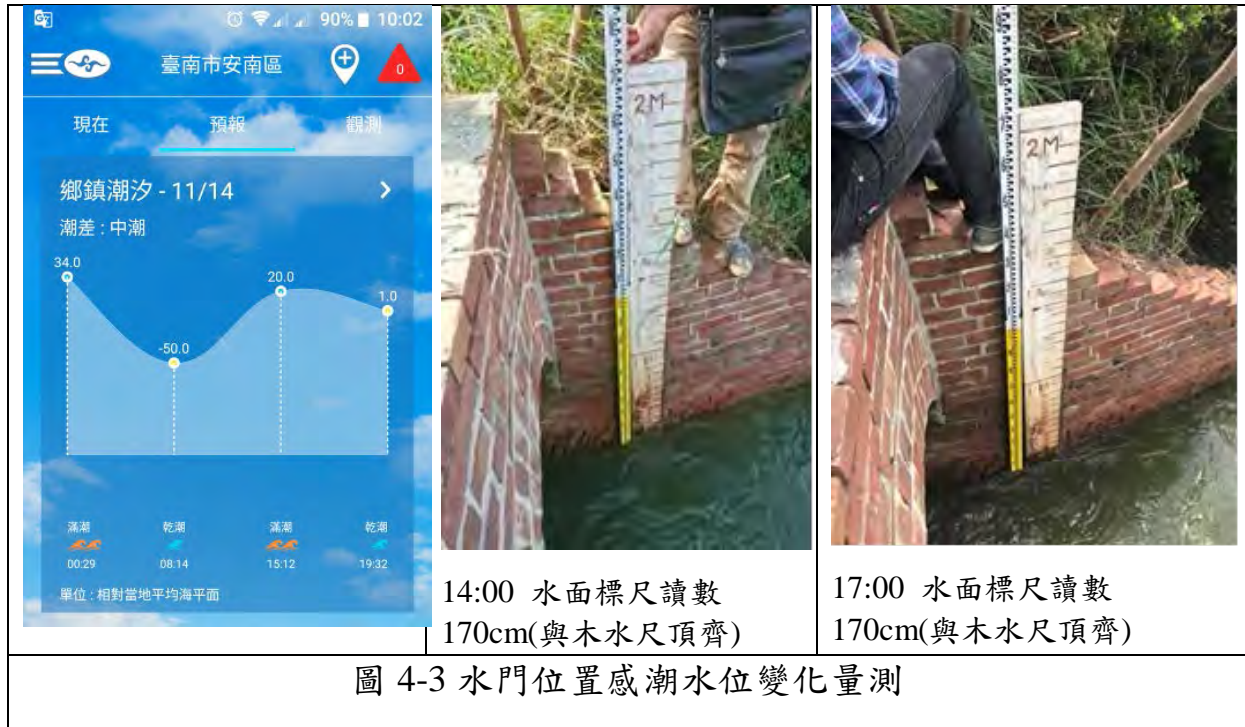 90% 10:02
臺南市安南區
0
現在 預報 觀測
鄉鎮潮汐 - 11/14
潮差 : 中潮
34.0
-50.0
20.0
1.0
滿潮 乾潮 滿潮 乾潮
00:29 08:14 15:12 19:32
單位 : 相對當地平均海平面
2M
2M
14:00 水面標尺讀數
170cm(與木水尺頂齊)
17:00 水面標尺讀數
170cm(與木水尺頂齊)
圖 4-3 水門位置感潮水位變化量測